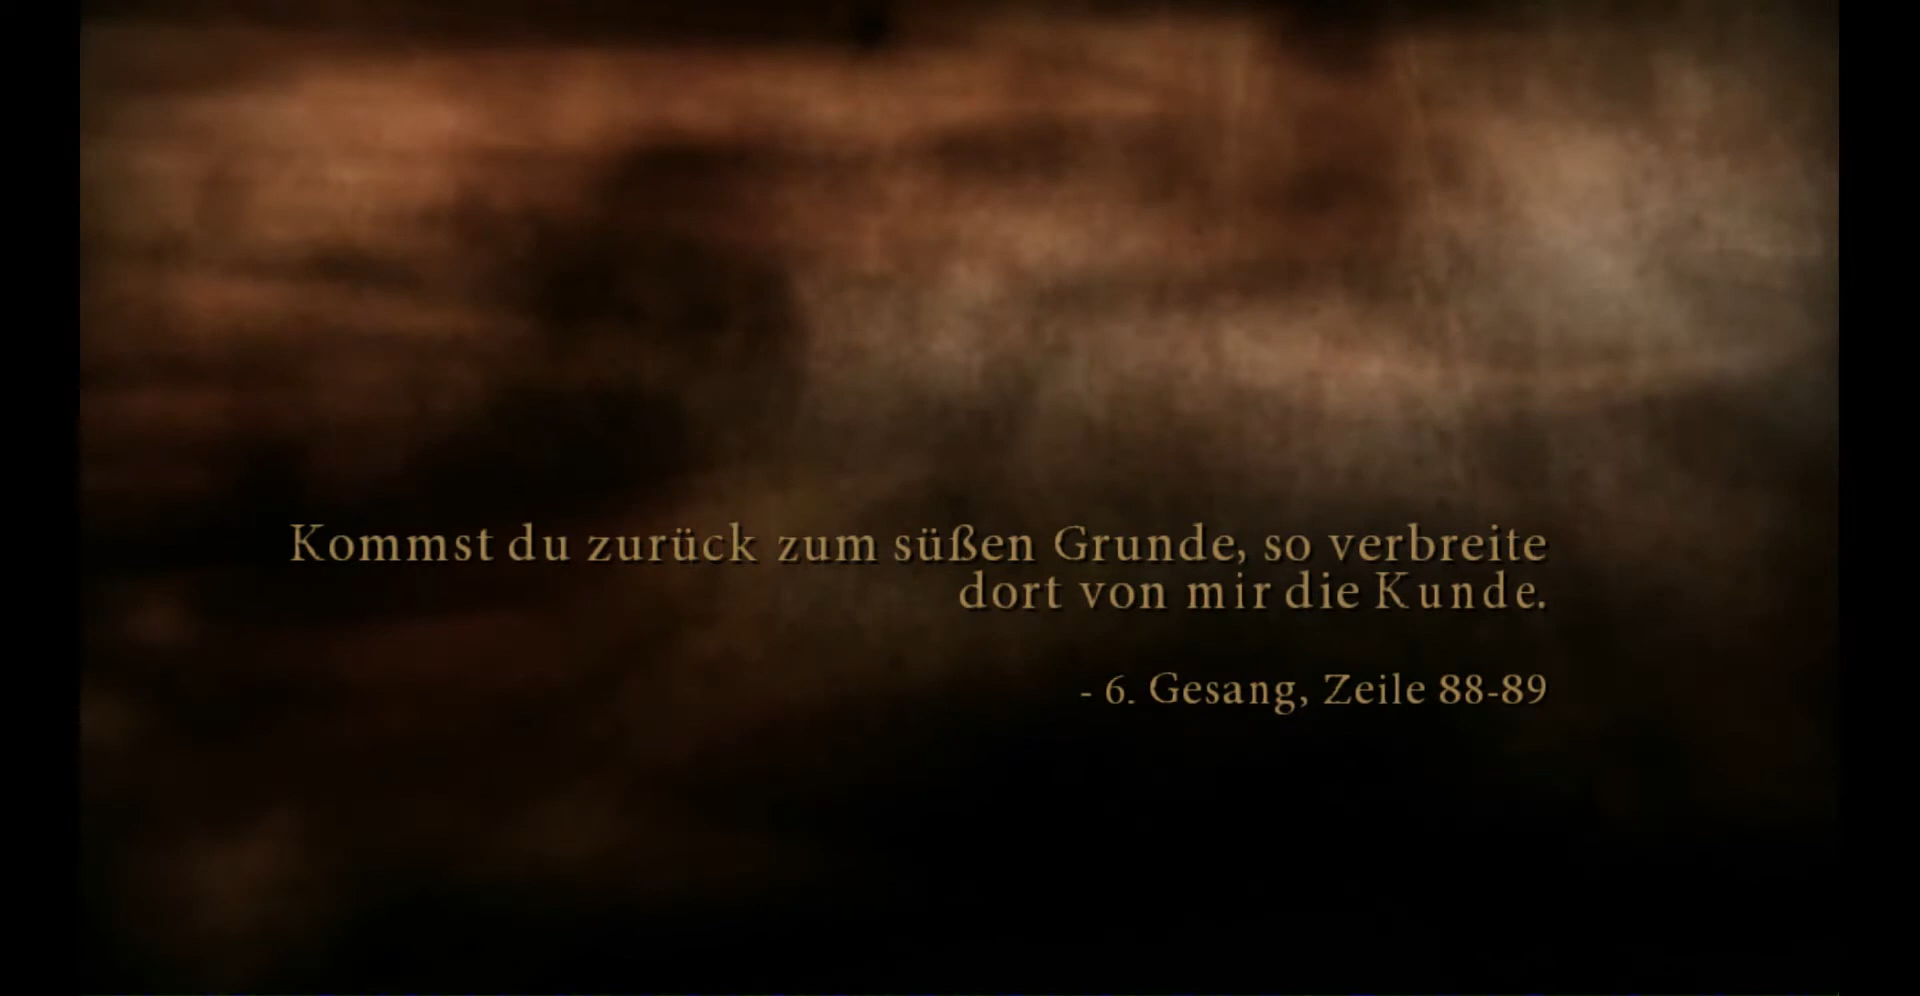 Kommst du zurück zum süßen Grunde, so verbreite
dort von mir die Kunde.
- 6. Gesang, Zeile 88-89